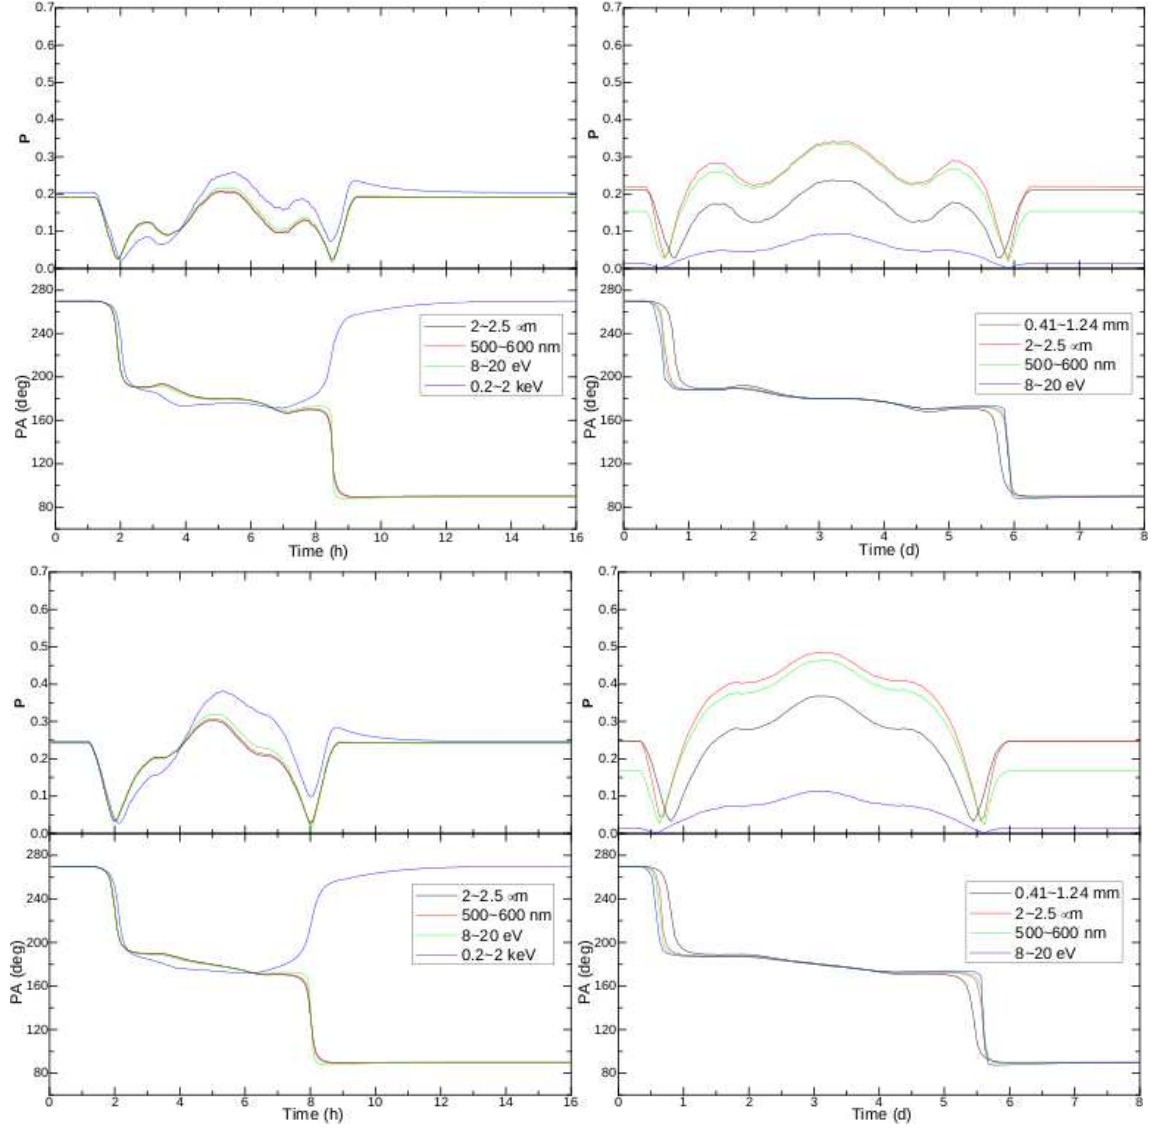 0.7
0.6
0.5
0.4
0.3
0.2
0.1
0.0
P
0.7
0.6
0.5
0.4
0.3
0.2
0.1
0.0
P
280
240
200
160
120
80
PA (deg)
2~2.5 ∝m
500~600 nm
8~20 eV
0.2~2 keV
0 2 4 6 8 10 12 14 16
Time (h)
280
240
200
160
120
80
PA (deg)
0.41~1.24 mm
2~2.5 ∝m
500~600 nm
8~20 eV
0 1 2 3 4 5 6 7 8
Time (d)
0.7
0.6
0.5
0.4
0.3
0.2
0.1
0.0
P
0.7
0.6
0.5
0.4
0.3
0.2
0.1
0.0
P
280
240
200
160
120
80
PA (deg)
2~2.5 ∝m
500~600 nm
8~20 eV
0.2~2 keV
0 2 4 6 8 10 12 14 16
Time (h)
280
240
200
160
120
80
PA (deg)
0.41~1.24 mm
2~2.5 ∝m
500~600 nm
8~20 eV
0 1 2 3 4 5 6 7 8
Time (d)